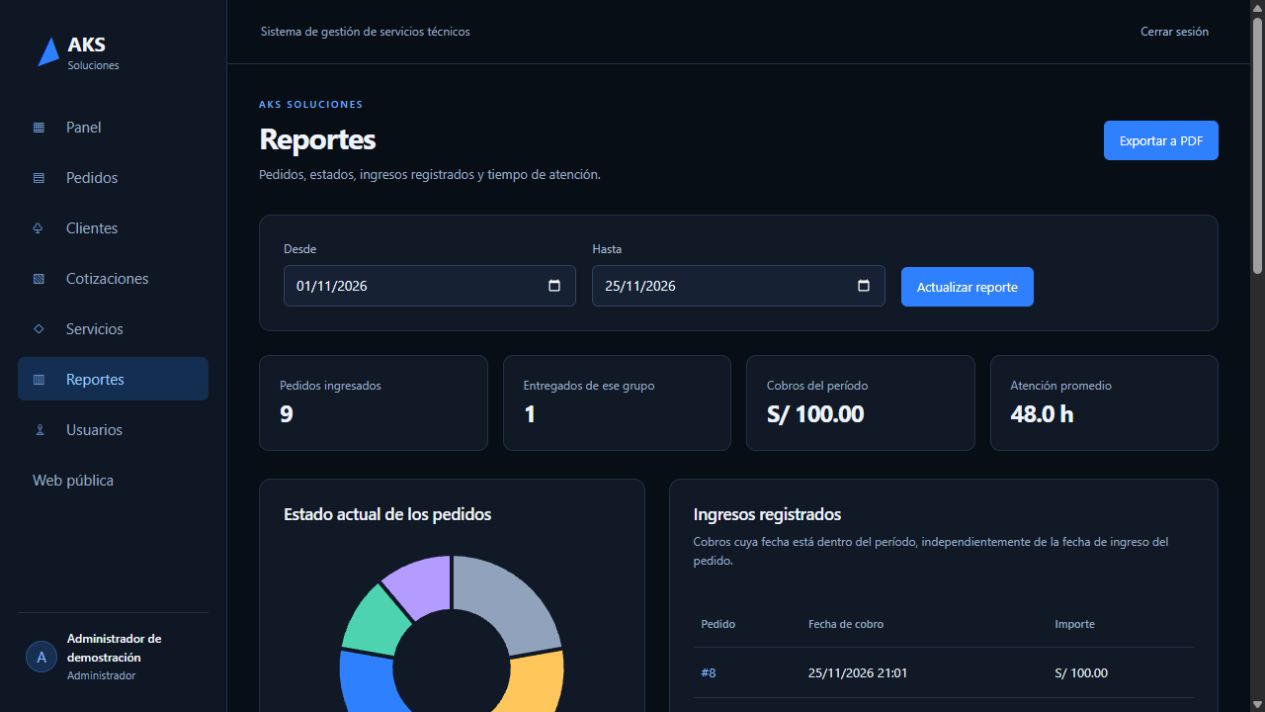 AKS
Soluciones
Panel
Pedidos
Clientes
Cotizaciones
Servicios
Reportes
Usuarios
Web pública
A
Administrador de
demostración
Administrador
Sistema de gestión de servicios técnicos
Cerrar sesión
AKS SOLUCIONES
Reportes
Pedidos, estados, ingresos registrados y tiempo de atención.
Exportar a PDF
Desde
01/11/2026
Hasta
25/11/2026
Actualizar reporte
Pedidos ingresados
9
Entregados de ese grupo
1
Cobros del período
S/ 100.00
Atención promedio
48.0 h
Estado actual de los pedidos
Ingresos registrados
Cobros cuya fecha está dentro del período, independientemente de la fecha de ingreso del
pedido.
Pedido Fecha de cobro Importe
#8 25/11/2026 21:01 S/ 100.00